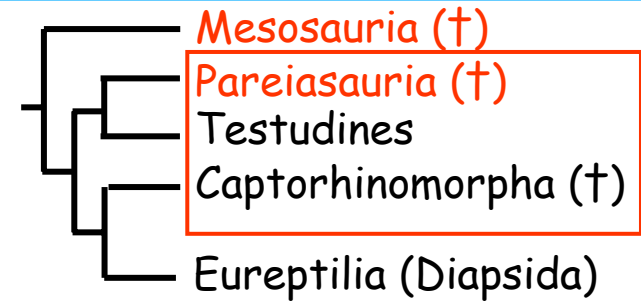 Mesosauria (†)
Pareiasauria (†)
Testudines
Captorhinomorpha (†)
Eureptilia (Diapsida)